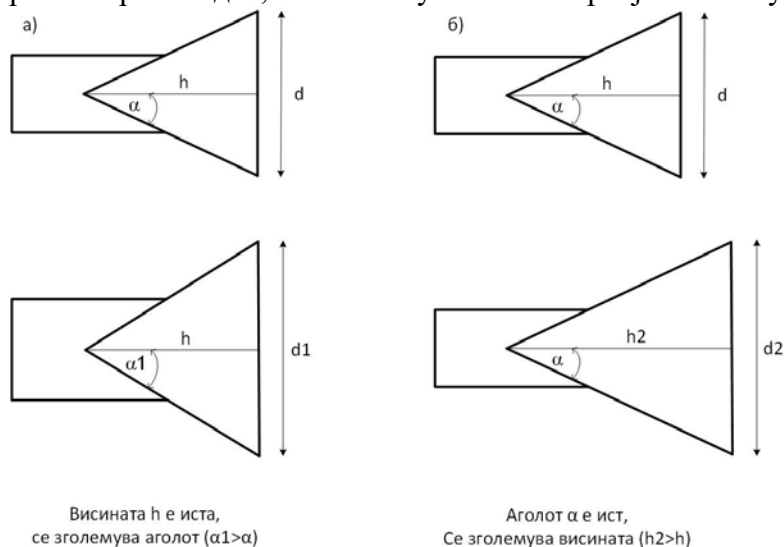 а)
б)
h
d
α
h
d
α
h
d1
α1
h2
d2
α
Висината h е иста,
се зголемува аголот (α1>α)
Аголот α е ист,
Се зголемува висината (h2>h)